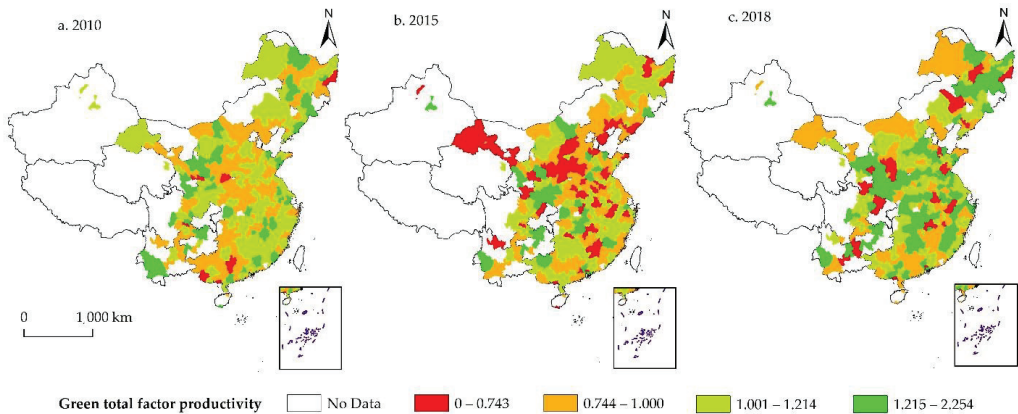 a. 2010
N
b. 2015
N
c. 2018
N
0 1,000 km
Green total factor productivity No Data 0 – 0.743 0.744 – 1.000 1.001 – 1.214 1.215 – 2.254